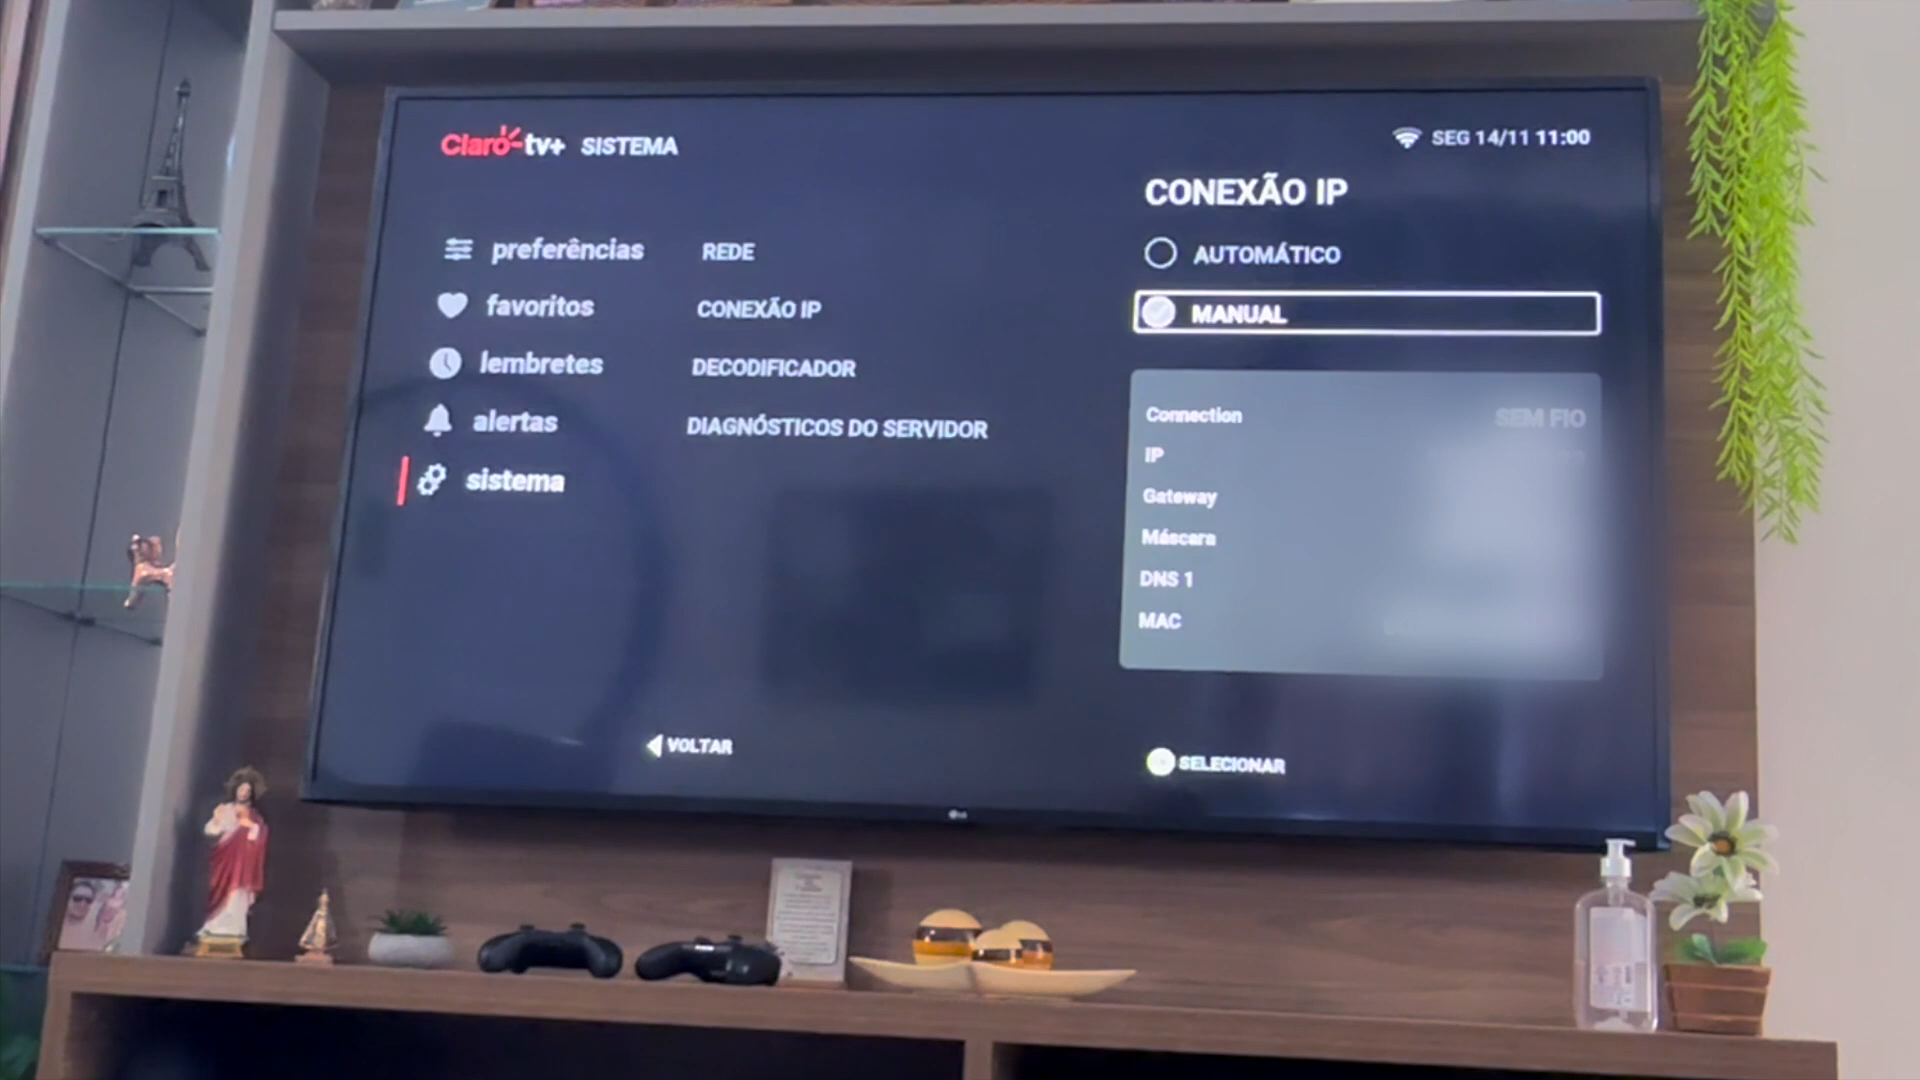 Claro-tv+ SISTEMA
SEG 14/11 11:00
preferências
favoritos
lembretes
alertas
sistema
REDE
CONEXÃO IP
DECODIFICADOR
DIAGNÓSTICOS DO SERVIDOR
CONEXÃO IP
AUTOMÁTICO
MANUAL
Connection SEM FIO
IP
Gateway
Máscara
DNS 1
MAC
VOLTAR
SELECIONAR
LG